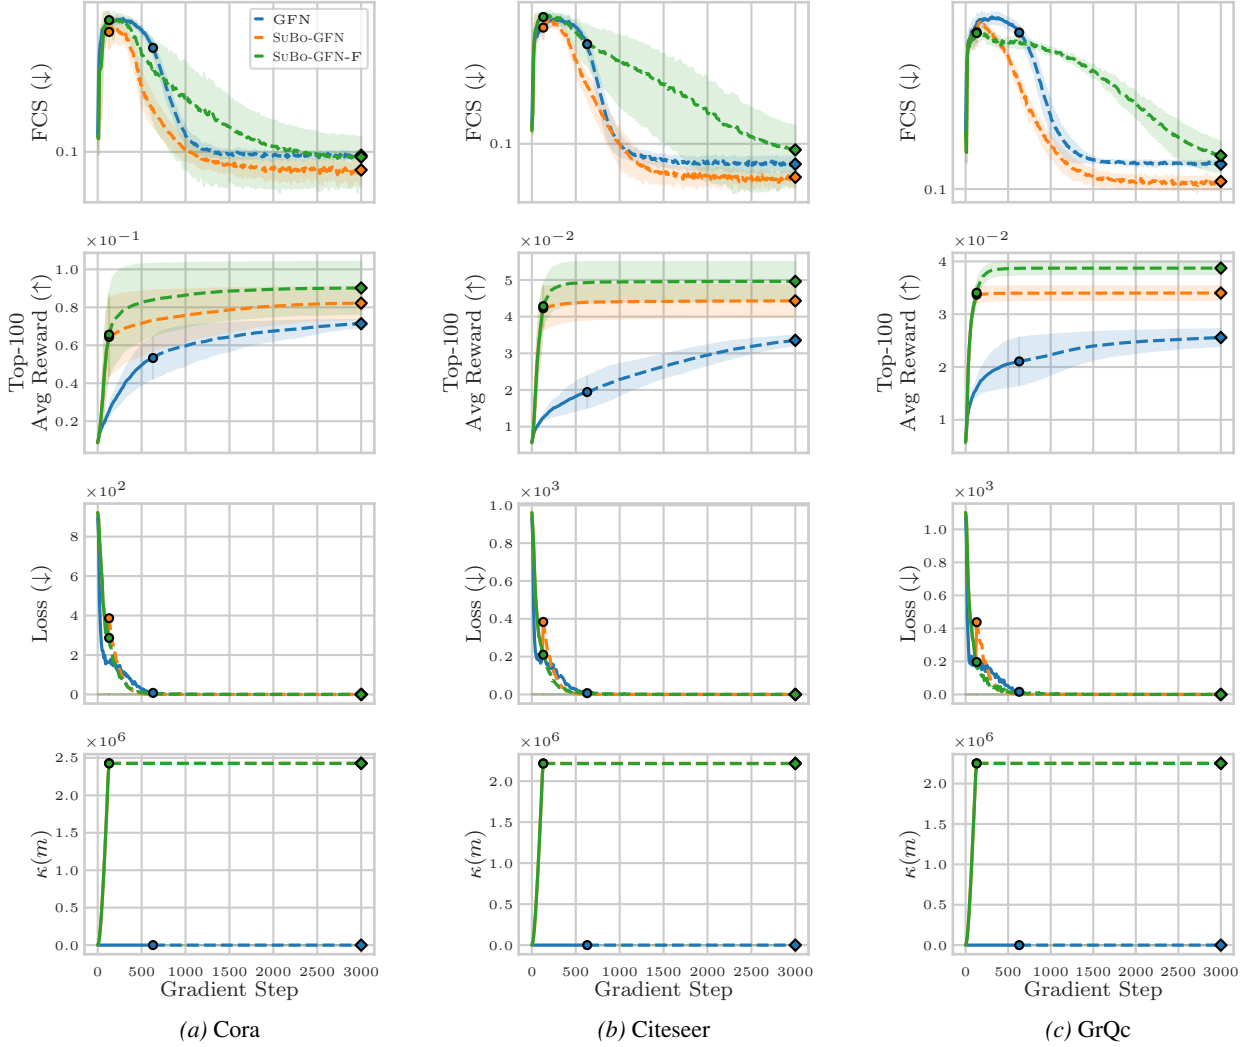 GFN
SUBO-GFN
SUBO-GFN-F
FCS (↓)
0.1
FCS (↓)
0.1
FCS (↓)
0.1
×10⁻¹
Top-100
Avg Reward (↑)
1.0
0.8
0.6
0.4
0.2
×10⁻²
Top-100
Avg Reward (↑)
5
4
3
2
1
×10⁻²
Top-100
Avg Reward (↑)
4
3
2
1
×10²
Loss (↓)
8
6
4
2
0
×10³
Loss (↓)
1.0
0.8
0.6
0.4
0.2
0.0
×10³
Loss (↓)
1.0
0.8
0.6
0.4
0.2
0.0
×10⁶
κ(m)
2.5
2.0
1.5
1.0
0.5
0.0
0 500 1000 1500 2000 2500 3000
Gradient Step
×10⁶
κ(m)
2.0
1.5
1.0
0.5
0.0
0 500 1000 1500 2000 2500 3000
Gradient Step
×10⁶
κ(m)
2.0
1.5
1.0
0.5
0.0
0 500 1000 1500 2000 2500 3000
Gradient Step
(a) Cora
(b) Citeseer
(c) GrQc